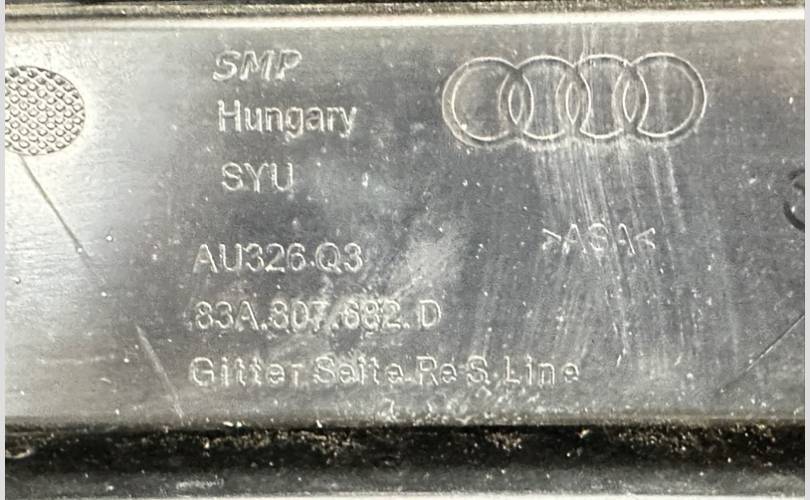 SMP
Hungary
SYU
>ASA<
AU326 Q3
83A.807.682.D
Gitter Seite Re S Line